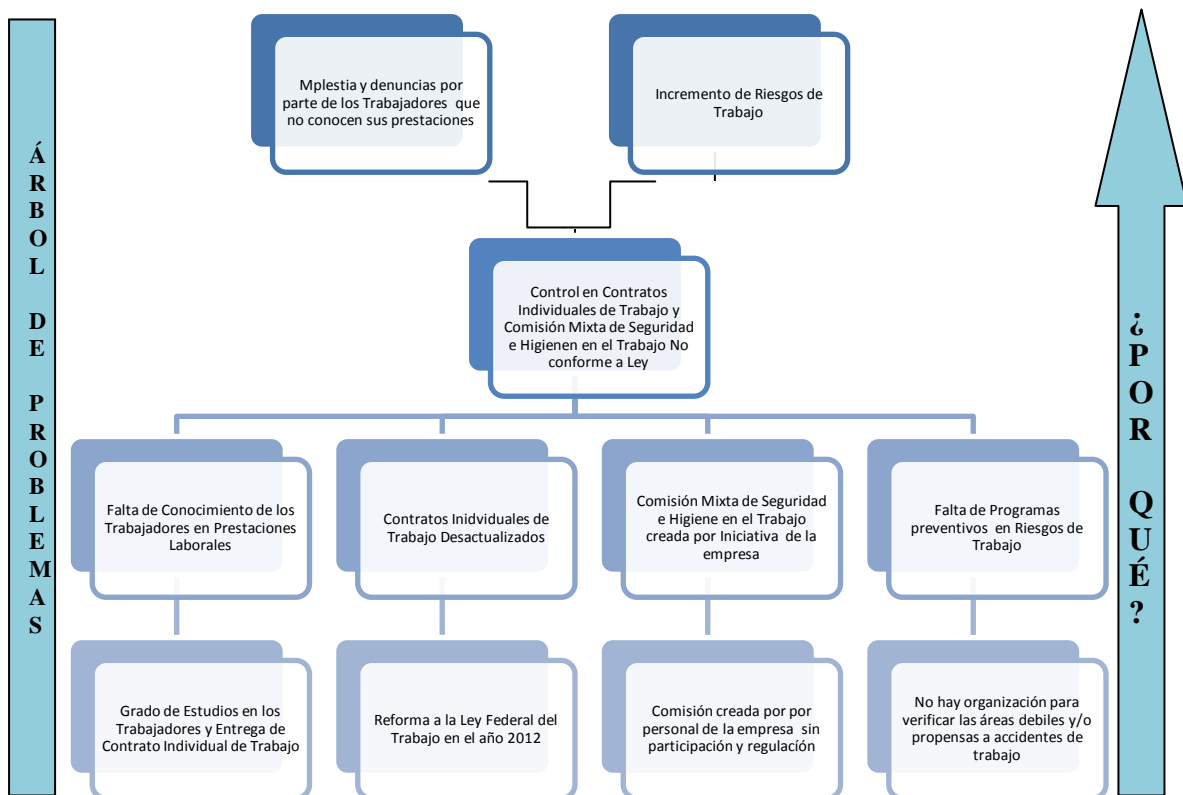 ÁRBOL DE PROBLEMAS
Mplestia y denuncias por
parte de los Trabajadores que
no conocen sus prestaciones
Incremento de Riesgos de
Trabajo
Control en Contratos
Individuales de Trabajo y
Comisión Mixta de Seguridad
e Higienen en el Trabajo No
conforme a Ley
Falta de Conocimiento de los
Trabajadores en Prestaciones
Laborales
Contratos Inidviduales de
Trabajo Desactualizados
Comisión Mixta de Seguridad
e Higiene en el Trabajo
creada por Iniciativa de la
empresa
Falta de Programas
preventivos en Riesgos de
Trabajo
Grado de Estudios en los
Trabajadores y Entrega de
Contrato Individual de Trabajo
Reforma a la Ley Federal del
Trabajo en el año 2012
Comisión creada por por
personal de la empresa sin
participación y regulación
No hay organización para
verificar las áreas debiles y/o
propensas a accidentes de
trabajo
¿POR QUÉ?